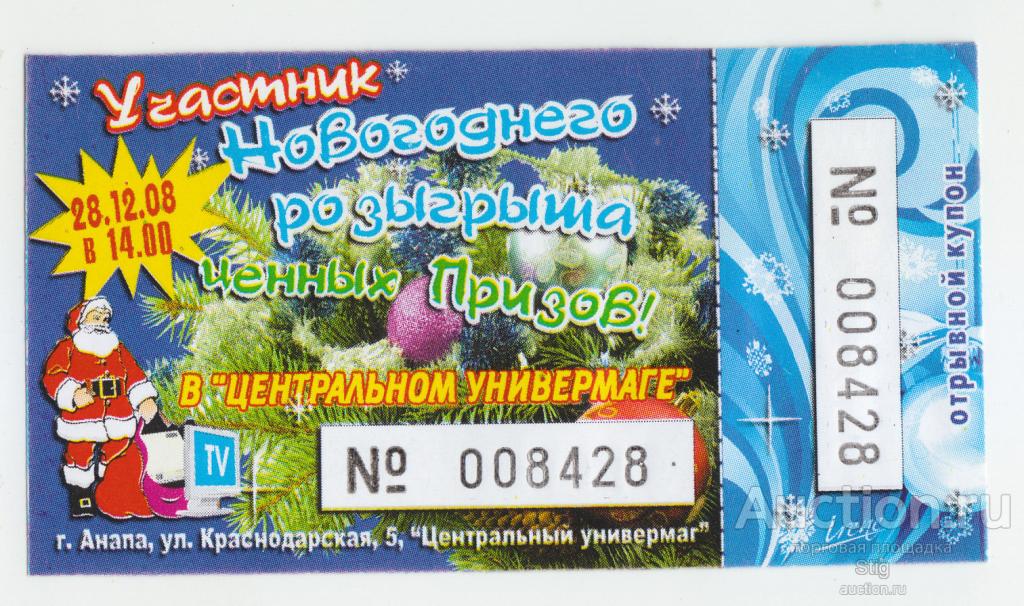 Участник
Новогоднего
розыгрыша
ценных Призов!
28.12.08
в 14.00
В "ЦЕНТРАЛЬНОМ УНИВЕРМАГЕ"
TV
№ 008428
г. Анапа, ул. Краснодарская, 5, "Центральный универмаг"
№ 008428
отрывной купон
Auction.ru
торговая площадка
Stig
auction.ru